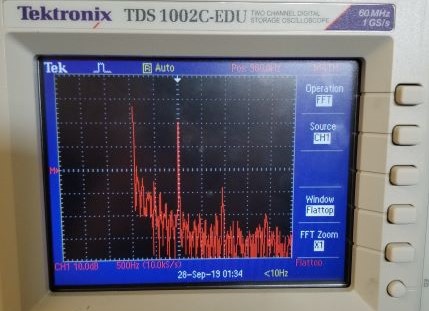 Tektronix TDS 1002C-EDU TWO CHANNEL DIGITAL STORAGE OSCILLOSCOPE 60 MHz 1 GS/s
Tek R Auto MATH
Operation
FFT
Source
CH1
M
Window
Flattop
FFT Zoom
X1
CH1 10.0dB 500Hz (10.0kS/s) Flattop
28-Sep-19 01:34 <10Hz